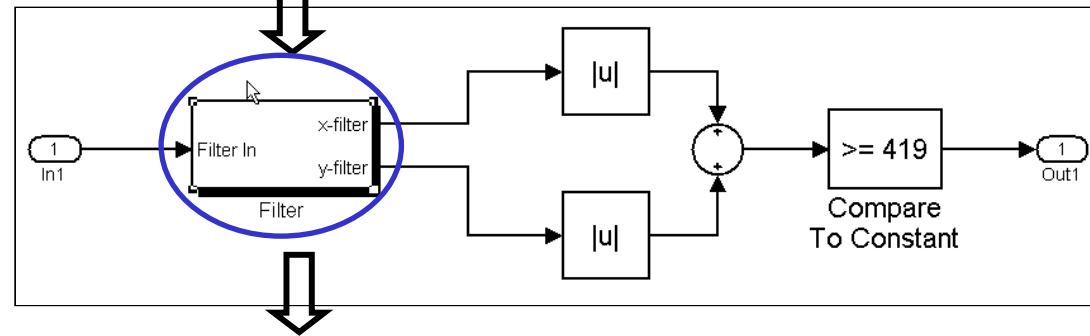 1
In1
Filter In
x-filter
y-filter
Filter
|u|
|u|
+
+
>= 419
Compare
To Constant
1
Out1